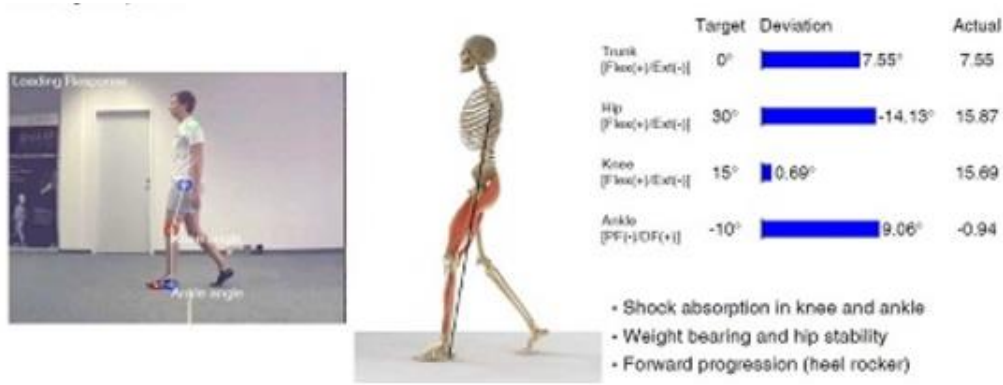 Loading Response
Ankle angle
Target Deviation Actual
Trunk
[Flex(+)/Ext(-)] 0° 7.55° 7.55
Hip
[Flex(+)/Ext(-)] 30° -14.13° 15.87
Knee
[Flex(+)/Ext(-)] 15° 0.69° 15.69
Ankle
[PF(-)/DF(+)] -10° 9.06° -0.94
- Shock absorption in knee and ankle
- Weight bearing and hip stability
- Forward progression (heel rocker)